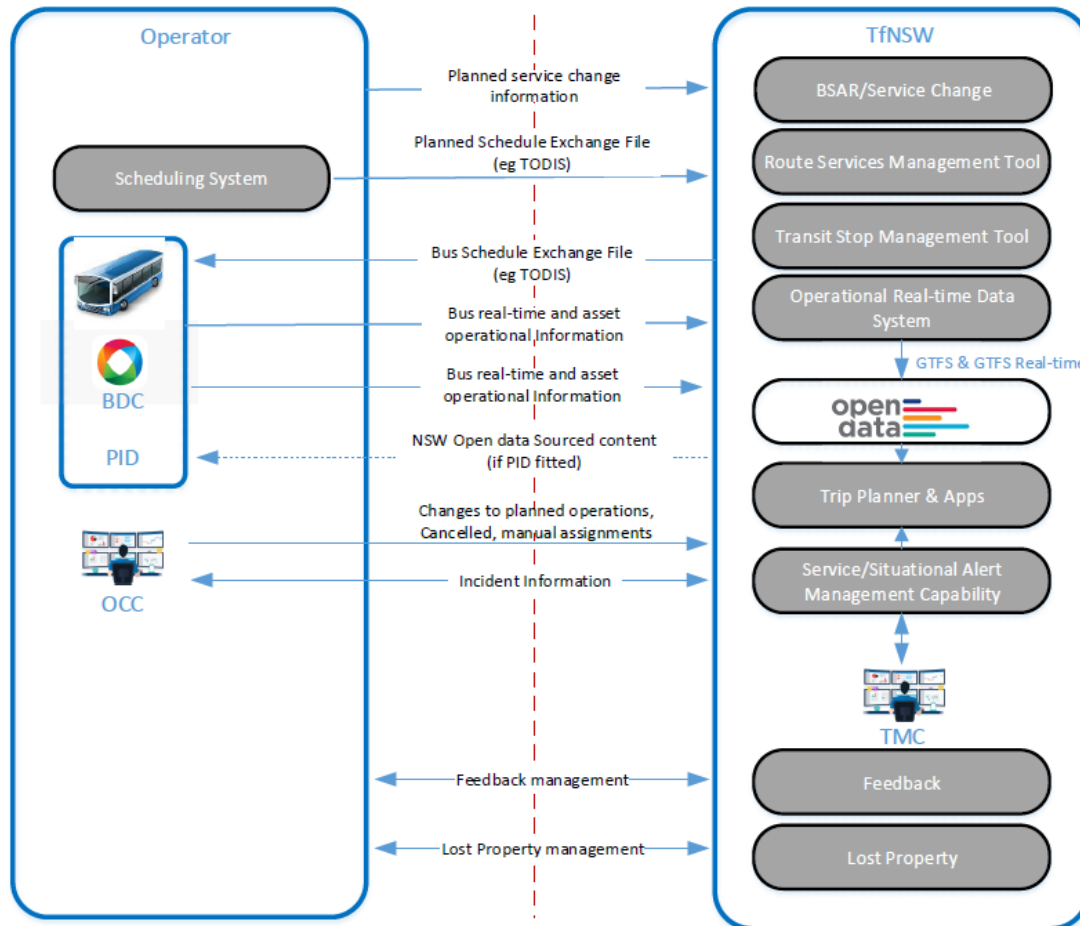 Operator
TfNSW
Planned service change
information
BSAR/Service Change
Planned Schedule Exchange File
(eg TODIS)
Scheduling System
Route Services Management Tool
Bus Schedule Exchange File
(eg TODIS)
Transit Stop Management Tool
Bus real-time and asset
operational Information
Operational Real-time Data
System
GTFS & GTFS Real-time
BDC
Bus real-time and asset
operational Information
open
data
PID
NSW Open data Sourced content
(if PID fitted)
Trip Planner & Apps
Changes to planned operations,
Cancelled, manual assignments
OCC
Incident Information
Service/Situational Alert
Management Capability
TMC
Feedback management
Feedback
Lost Property management
Lost Property